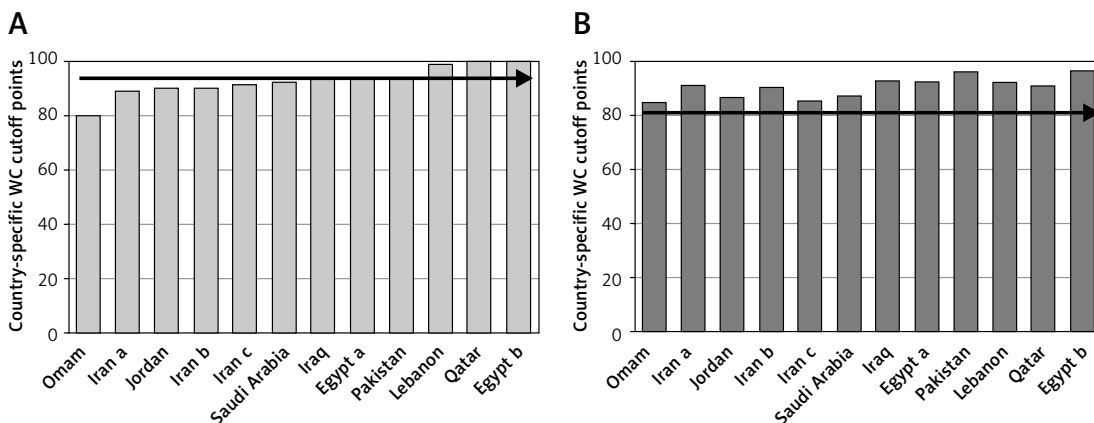 A
Country-specific WC cutoff points
100
80
60
40
20
0
Omam
Iran a
Jordan
Iran b
Iran c
Saudi Arabia
Iraq
Egypt a
Pakistan
Lebanon
Qatar
Egypt b
B
Country-specific WC cutoff points
100
80
60
40
20
0
Omam
Iran a
Jordan
Iran b
Iran c
Saudi Arabia
Iraq
Egypt a
Pakistan
Lebanon
Qatar
Egypt b